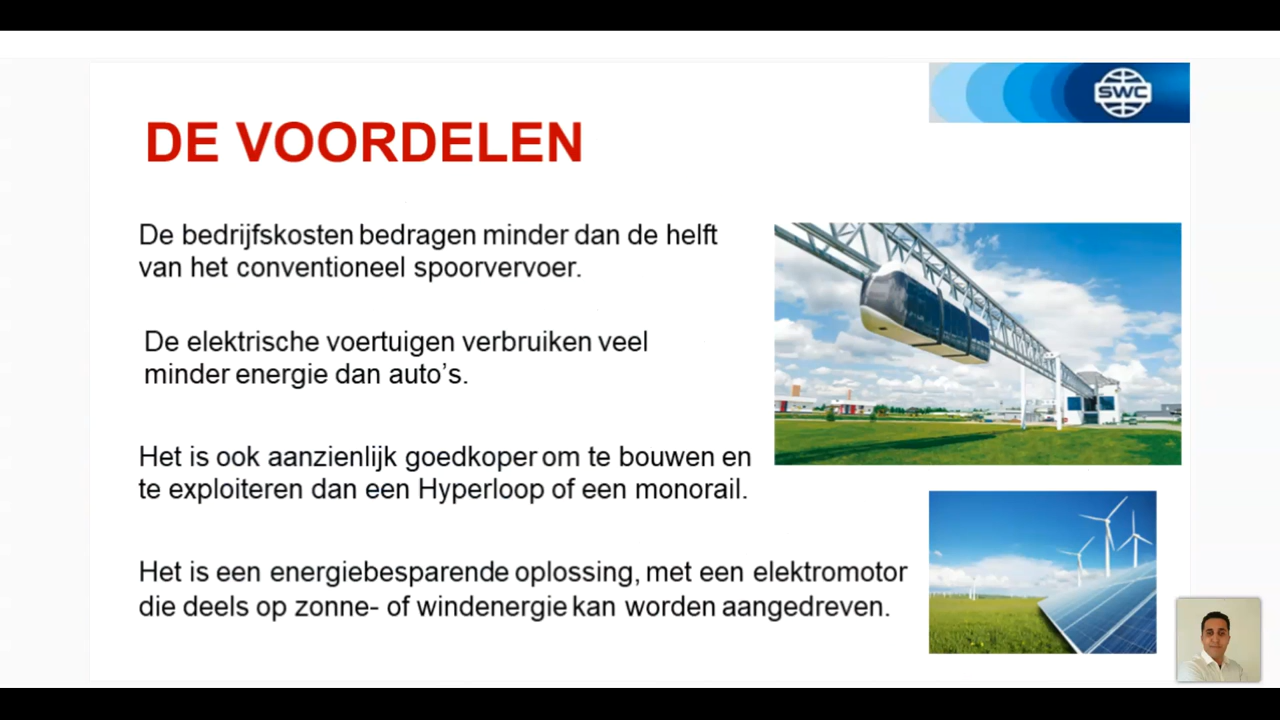 SWC
DE VOORDELEN
De bedrijfskosten bedragen minder dan de helft
van het conventioneel spoorvervoer.
De elektrische voertuigen verbruiken veel
minder energie dan auto's.
Het is ook aanzienlijk goedkoper om te bouwen en
te exploiteren dan een Hyperloop of een monorail.
Het is een energiebesparende oplossing, met een elektromotor
die deels op zonne- of windenergie kan worden aangedreven.